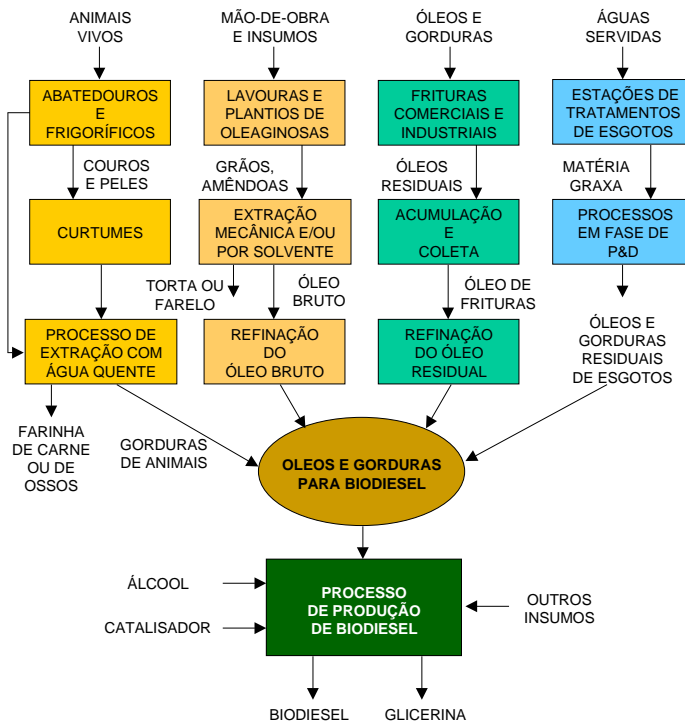 ANIMAIS
VIVOS
MÃO-DE-OBRA
E INSUMOS
ÓLEOS E
GORDURAS
ÁGUAS
SERVIDAS
ABATEDOUROS
E
FRIGORÍFICOS
LAVOURAS E
PLANTIOS DE
OLEAGINOSAS
FRITURAS
COMERCIAIS E
INDUSTRIAIS
ESTAÇÕES DE
TRATAMENTOS
DE ESGOTOS
COUROS
E PELES
GRÃOS,
AMÊNDOAS
ÓLEOS
RESIDUAIS
MATÉRIA
GRAXA
CURTUMES
EXTRAÇÃO
MECÂNICA E/OU
POR SOLVENTE
ACUMULAÇÃO
E
COLETA
PROCESSOS
EM FASE DE
P&D
TORTA OU
FARELO
ÓLEO
BRUTO
ÓLEO DE
FRITURAS
PROCESSO DE
EXTRAÇÃO COM
ÁGUA QUENTE
REFINAÇÃO
DO
ÓLEO BRUTO
REFINAÇÃO
DO ÓLEO
RESIDUAL
ÓLEOS E
GORDURAS
RESIDUAIS
DE ESGOTOS
FARINHA
DE CARNE
OU DE
OSSOS
GORDURAS
DE ANIMAIS
OLEOS E GORDURAS
PARA BIODIESEL
ÁLCOOL
CATALISADOR
PROCESSO
DE PRODUÇÃO
DE BIODIESEL
OUTROS
INSUMOS
BIODIESEL
GLICERINA